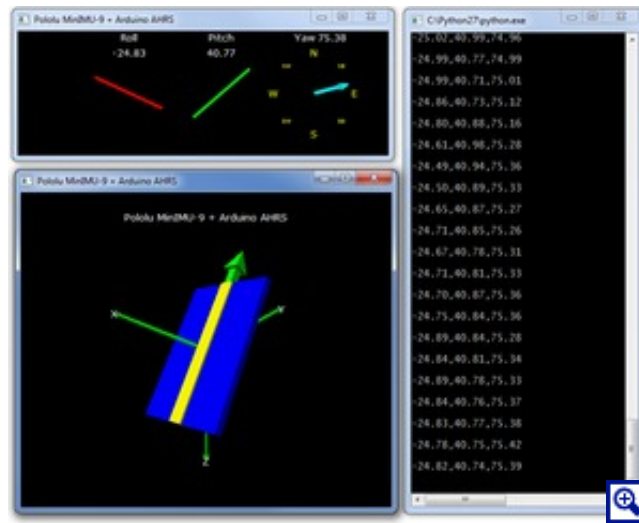 Pololu MinIMU-9 + Arduino AHRS
Roll
-24.83
Pitch
40.77
Yaw 75.38
N
W
E
S
Pololu MinIMU-9 + Arduino AHRS
Pololu MinIMU-9 + Arduino AHRS
X
Y
Z
C:\Python27\python.exe
-25.02,40.99,74.96
-24.99,40.77,74.99
-24.99,40.71,75.01
-24.86,40.73,75.12
-24.80,40.88,75.16
-24.61,40.98,75.28
-24.49,40.94,75.36
-24.50,40.89,75.33
-24.65,40.87,75.27
-24.71,40.85,75.26
-24.67,40.78,75.31
-24.71,40.81,75.33
-24.70,40.87,75.36
-24.75,40.84,75.36
-24.89,40.84,75.28
-24.84,40.81,75.34
-24.89,40.78,75.33
-24.84,40.76,75.37
-24.83,40.77,75.38
-24.78,40.75,75.42
-24.82,40.74,75.39